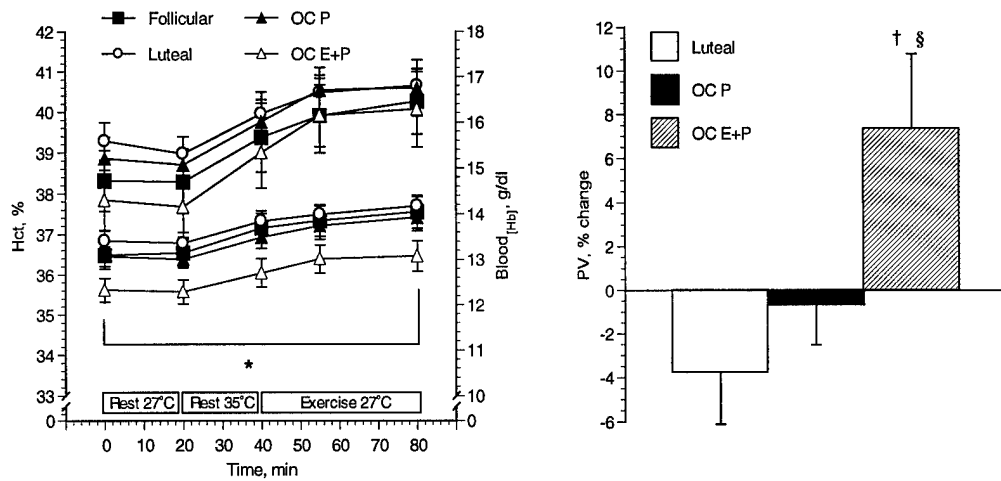 Follicular
OC P
Luteal
OC E+P
42
41
40
39
38
37
36
35
34
33
0
Hct, %
18
17
16
15
14
13
12
11
10
0
Blood[Hb], g/dl
*
Rest 27°C
Rest 35°C
Exercise 27°C
0 10 20 30 40 50 60 70 80
Time, min
12
10
8
6
4
2
0
-2
-4
-6
PV, % change
Luteal
OC P
OC E+P
† §